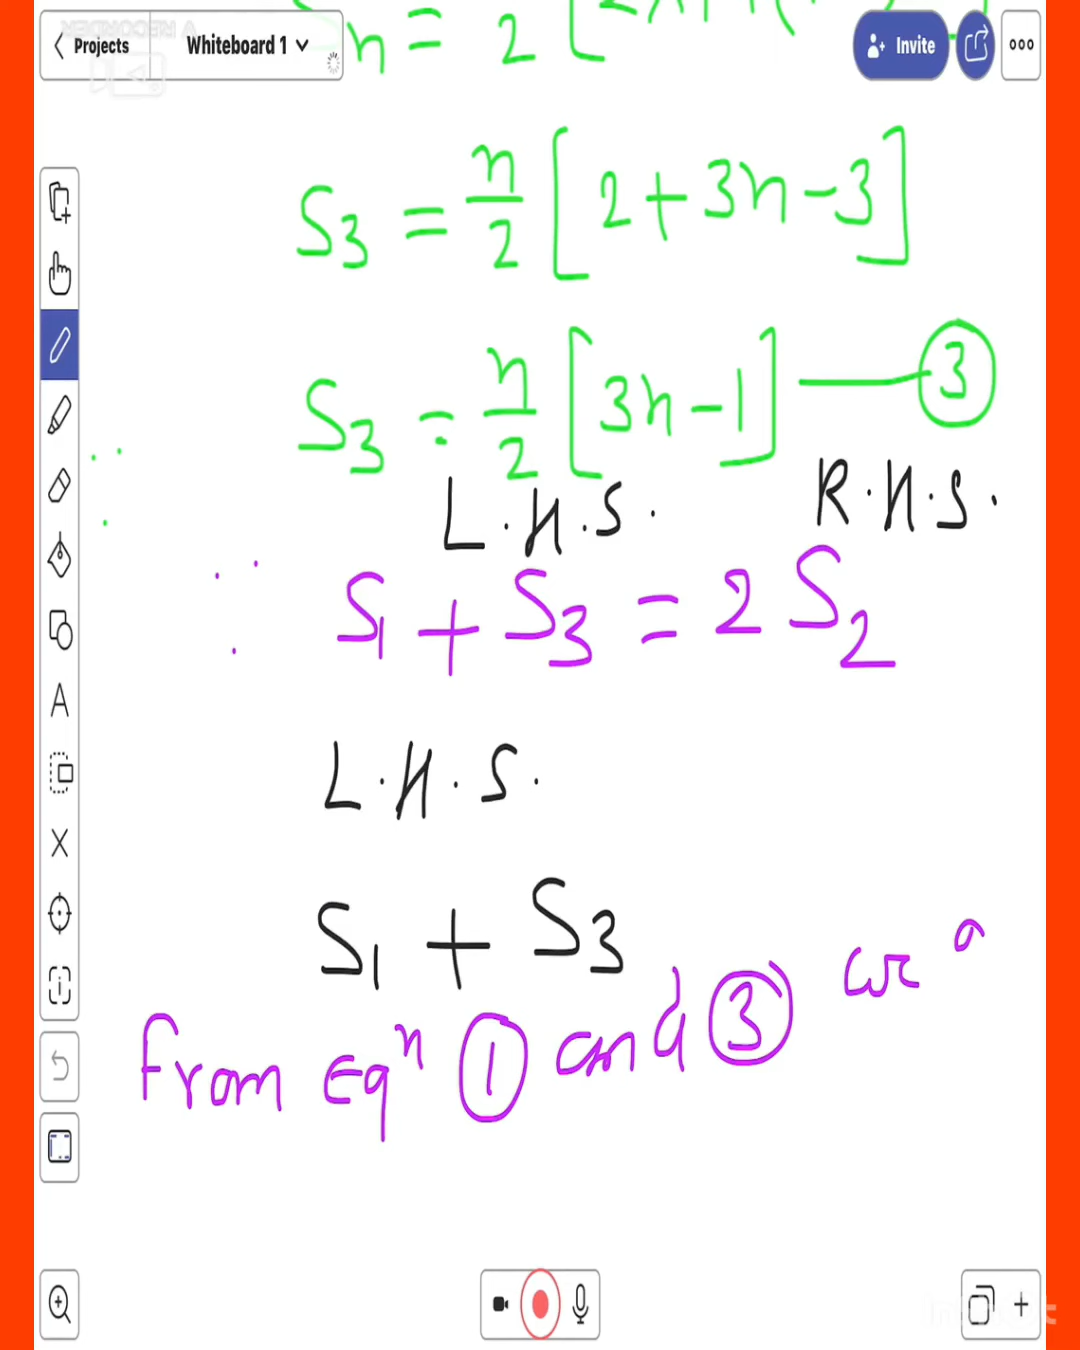 Projects Whiteboard 1 Invite
n = 2 [
S₃ = n/2 [2 + 3n - 3]
S₃ = n/2 [3n - 1] — ③
L.H.S. R.H.S.
∵ S₁ + S₃ = 2 S₂
L.H.S.
S₁ + S₃
from Eqⁿ ① and ③ we